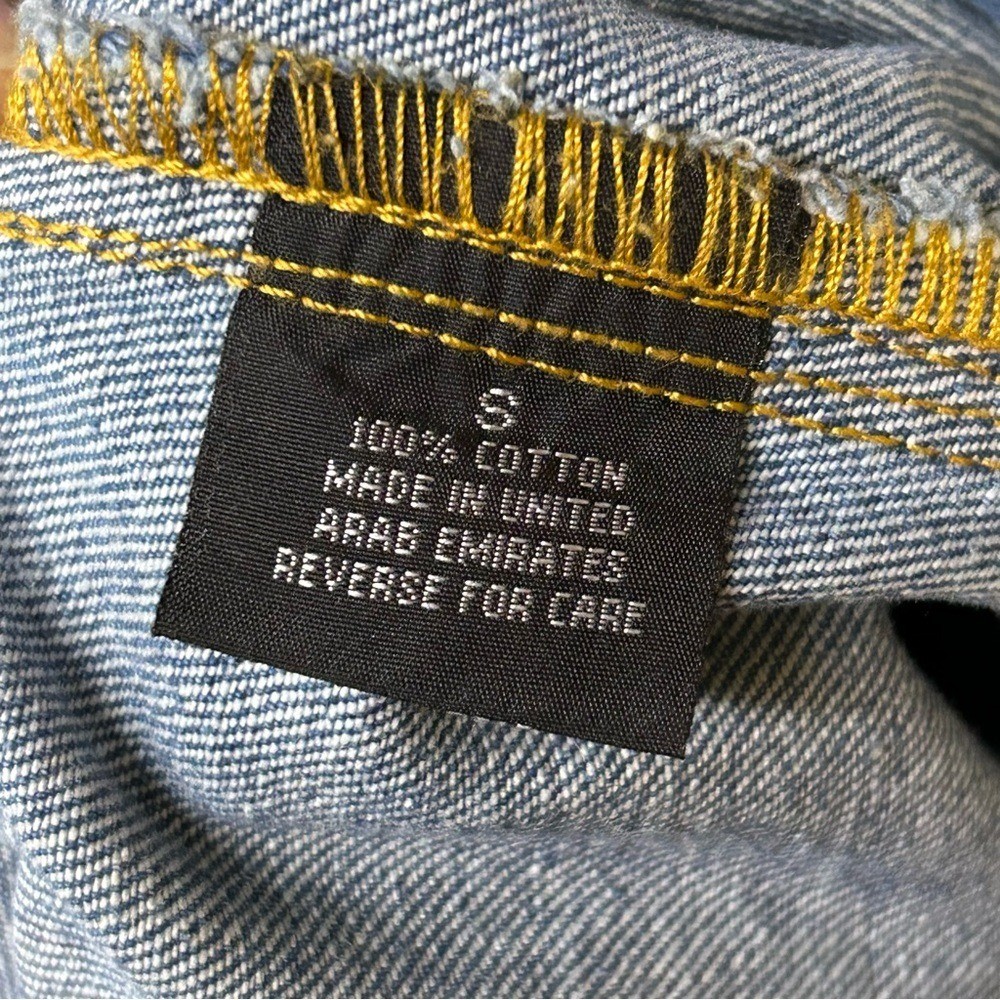 S
100% COTTON
MADE IN UNITED
ARAB EMIRATES
REVERSE FOR CARE